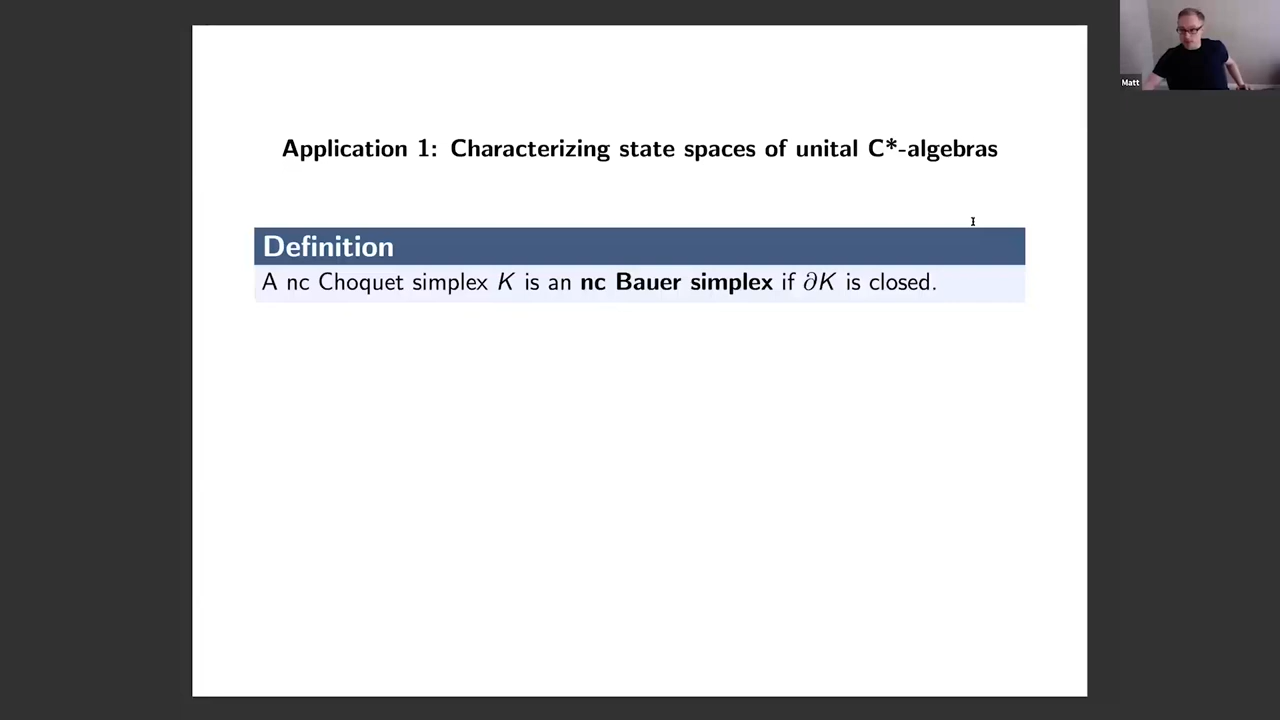 Matt
Application 1: Characterizing state spaces of unital C*-algebras
Definition
A nc Choquet simplex K is an nc Bauer simplex if ∂K is closed.